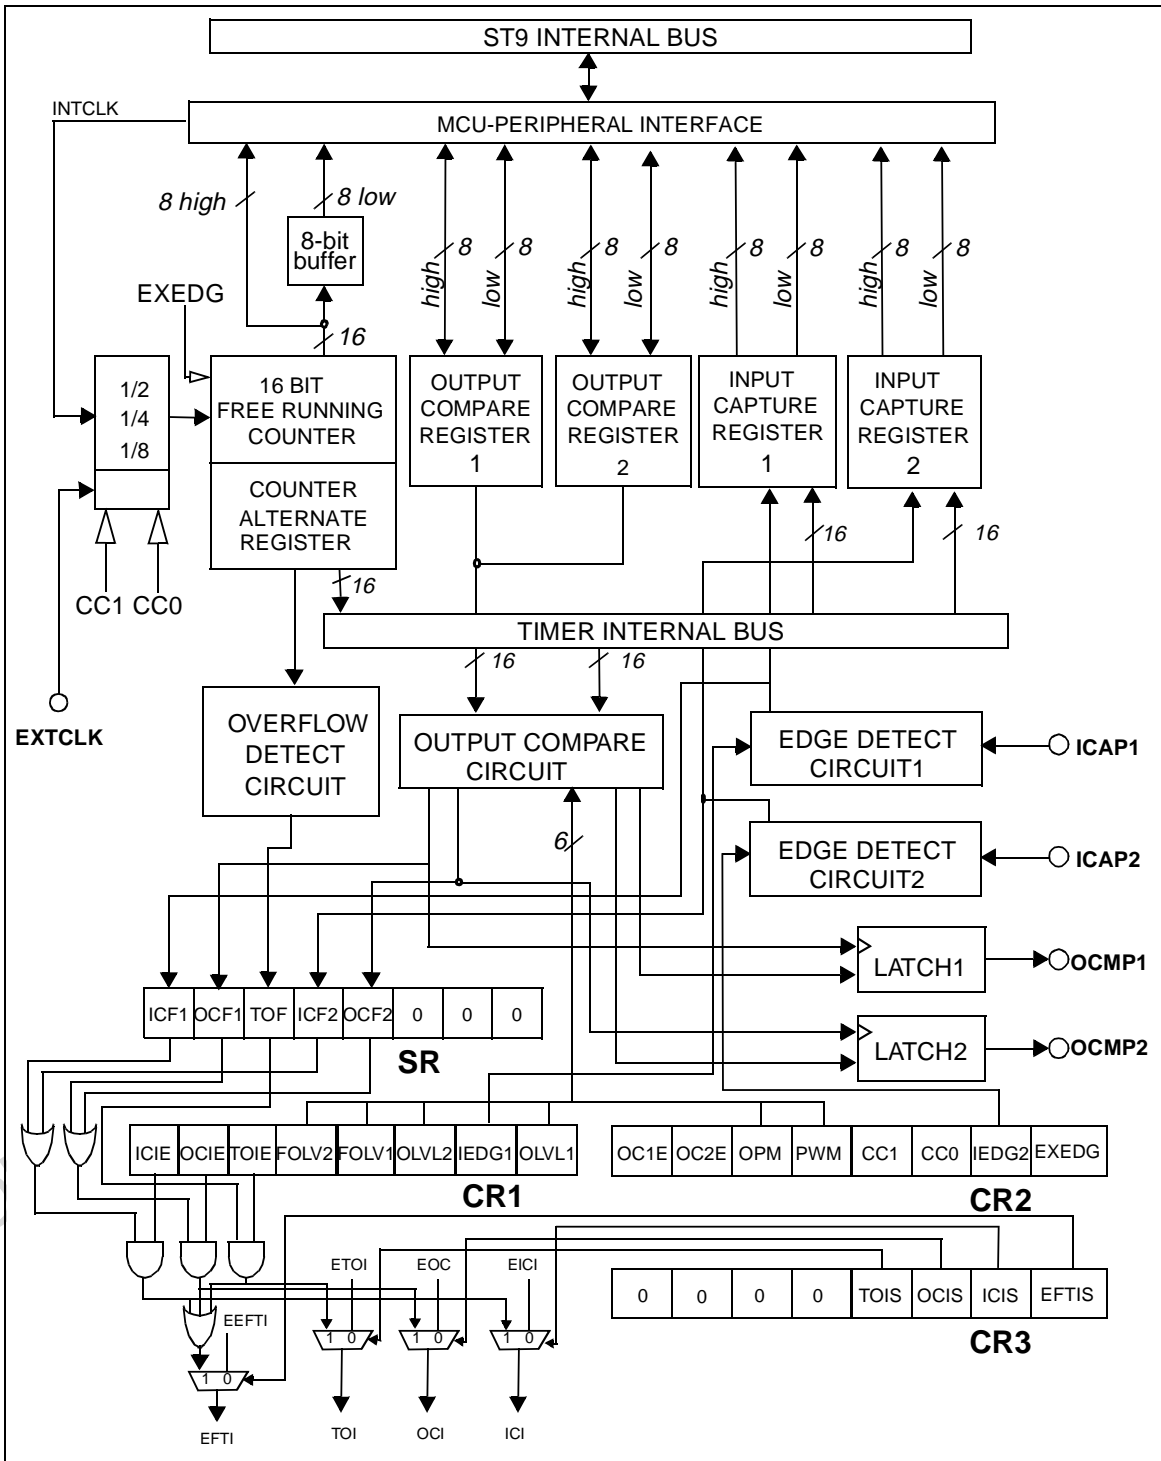 ST9 INTERNAL BUS
INTCLK
MCU-PERIPHERAL INTERFACE
8 high
8 low
8-bit
buffer
high
8
low
8
high
8
low
8
high
8
low
8
high
8
low
8
EXEDG
16
1/2
1/4
1/8
16 BIT
FREE RUNNING
COUNTER
OUTPUT
COMPARE
REGISTER
1
OUTPUT
COMPARE
REGISTER
2
INPUT
CAPTURE
REGISTER
1
INPUT
CAPTURE
REGISTER
2
COUNTER
ALTERNATE
REGISTER
16
16
16
CC1 CC0
TIMER INTERNAL BUS
16
16
EXTCLK
OVERFLOW
DETECT
CIRCUIT
OUTPUT COMPARE
CIRCUIT
EDGE DETECT
CIRCUIT1
ICAP1
6
EDGE DETECT
CIRCUIT2
ICAP2
LATCH1
OCMP1
ICF1 OCF1 TOF ICF2 OCF2 0 0 0
SR
LATCH2
OCMP2
ICIE OCIE TOIE FOLV2 FOLV1 OLVL2 IEDG1 OLVL1
CR1
OC1E OC2E OPM PWM CC1 CC0 IEDG2 EXEDG
CR2
ETOI
EOC
EICI
0 0 0 0 TOIS OCIS ICIS EFTIS
CR3
EEFTI
1 0
1 0
1 0
1 0
EFTI
TOI
OCI
ICI